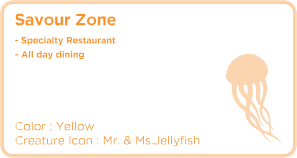 Savour Zone
- Specialty Restaurant
- All day dining
Color : Yellow
Creature Icon : Mr. & Ms.Jellyfish